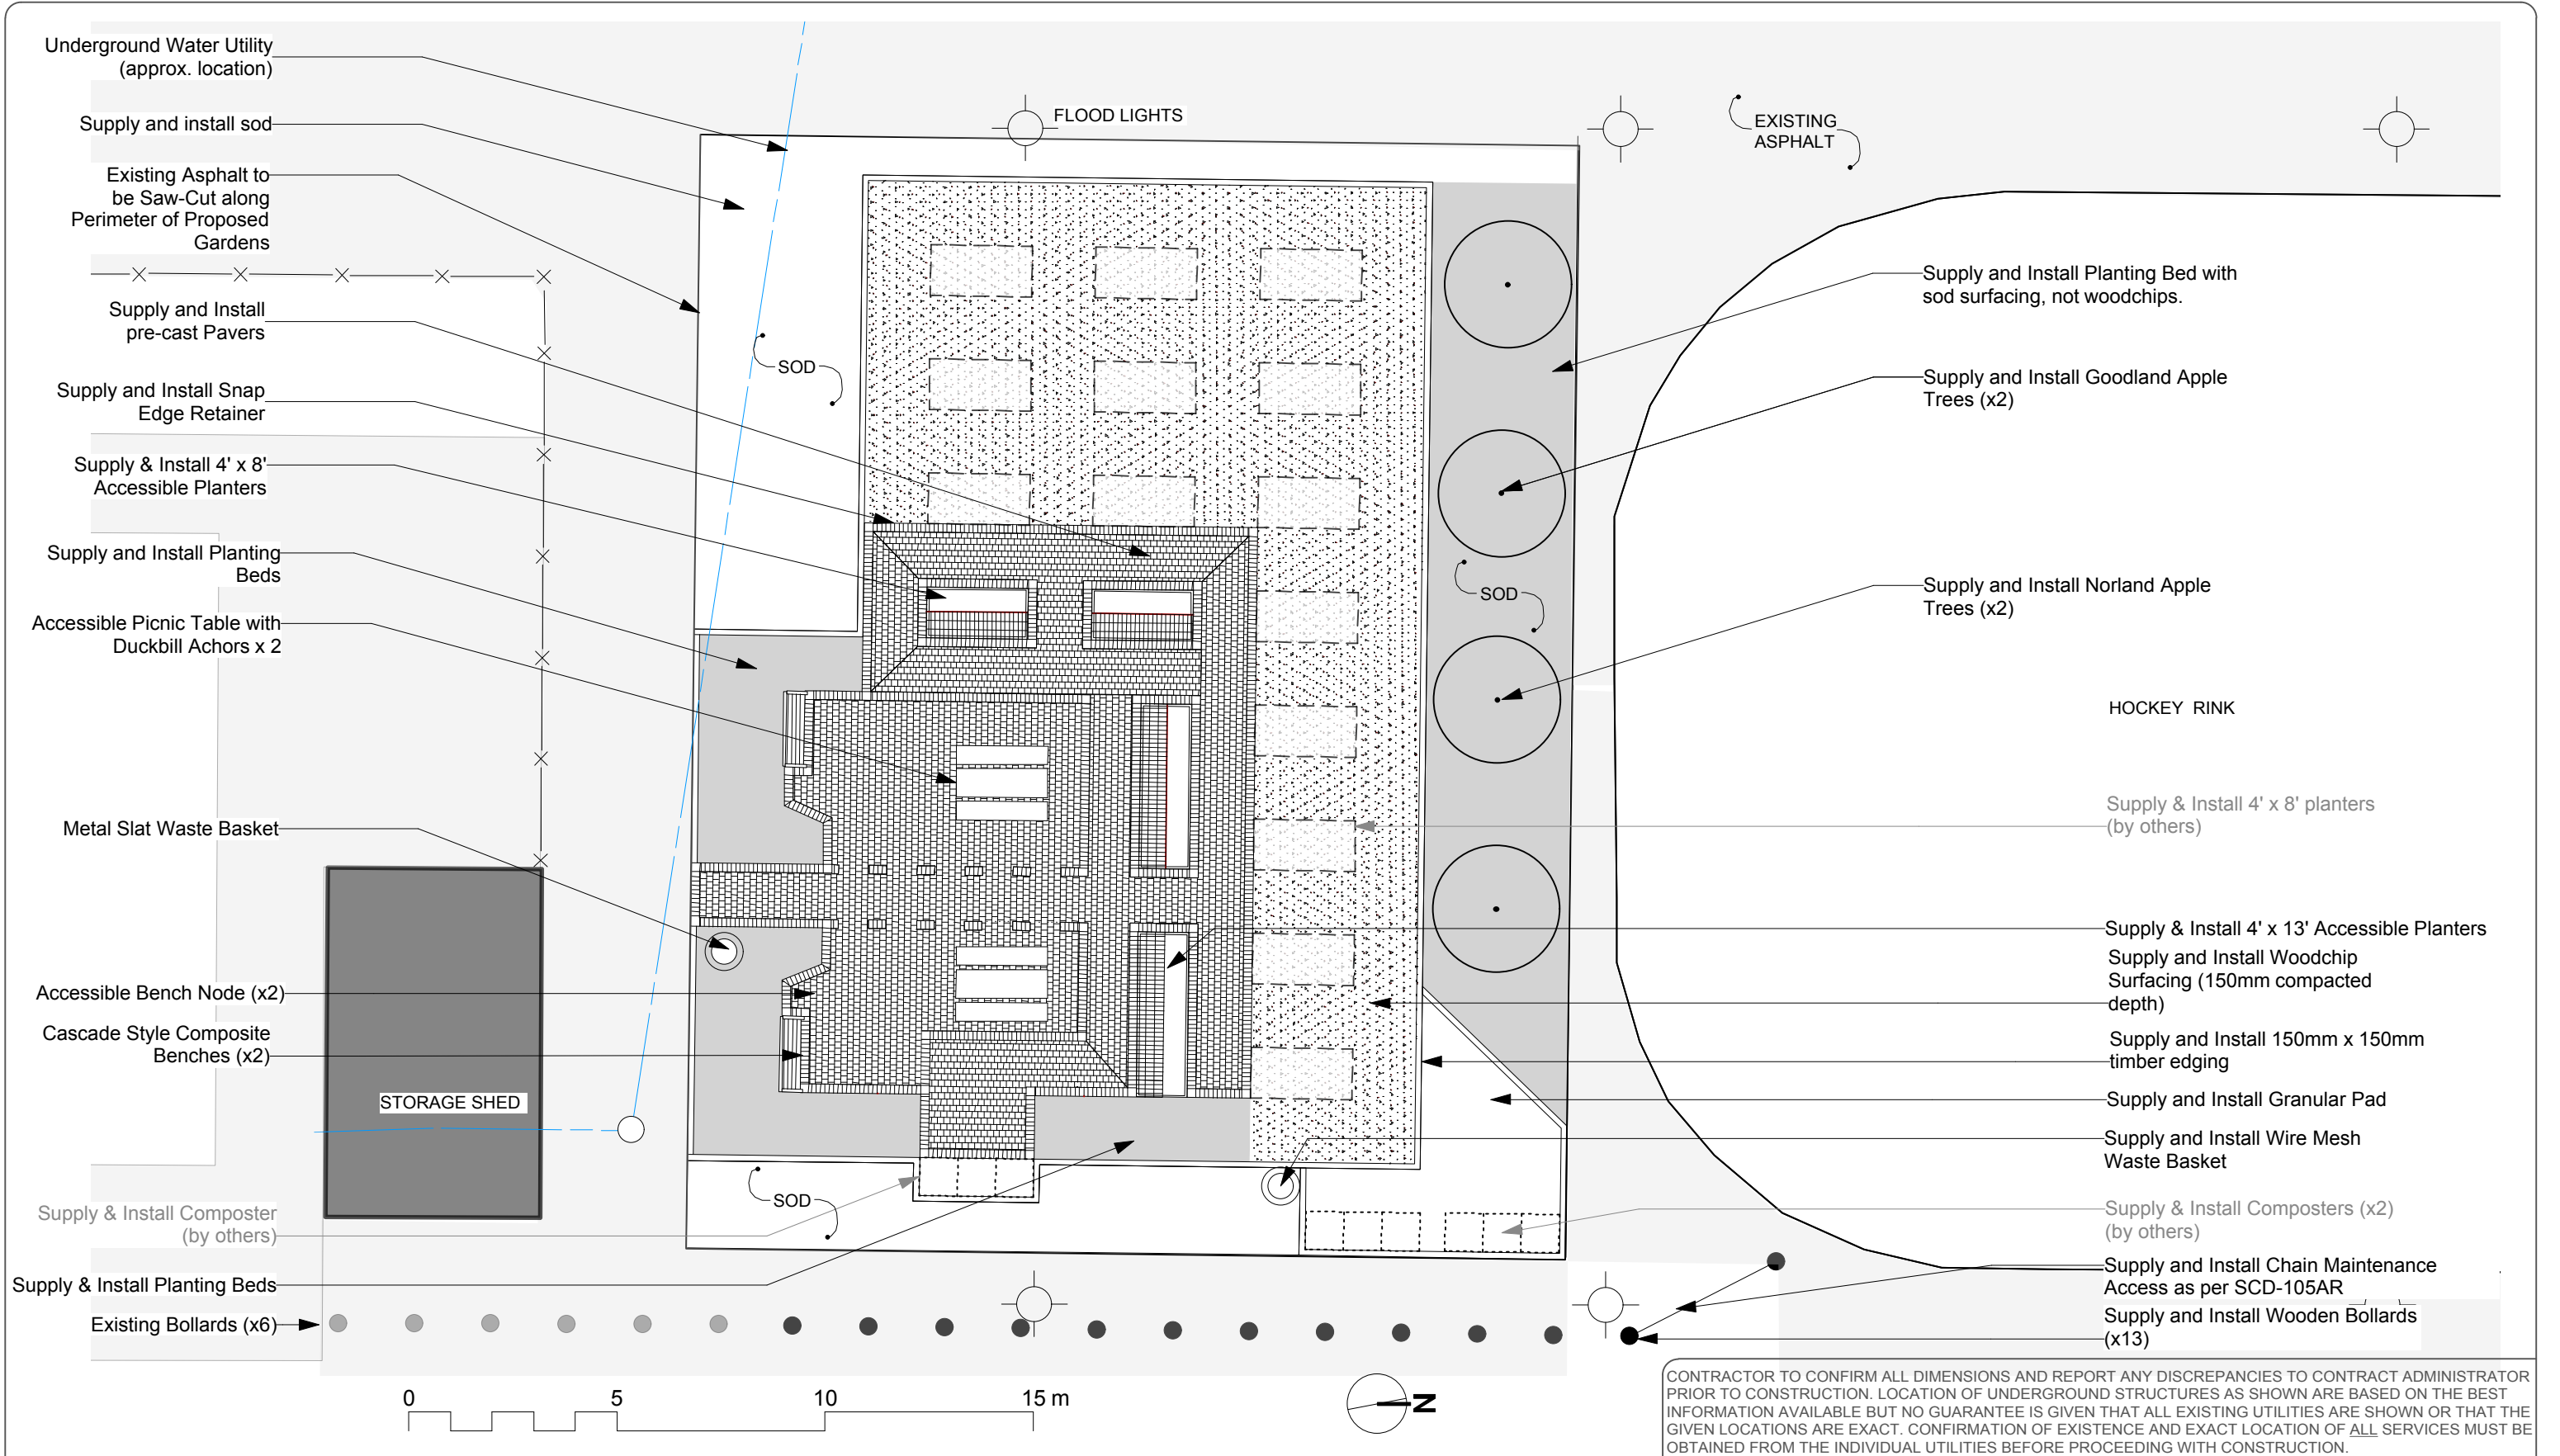 Underground Water Utility
(approx. location)
Supply and install sod
Existing Asphalt to
be Saw-Cut along
Perimeter of Proposed
Gardens
Supply and Install
pre-cast Pavers
Supply and Install Snap
Edge Retainer
Supply & Install 4' x 8'
Accessible Planters
Supply and Install Planting
Beds
Accessible Picnic Table with
Duckbill Achors x 2
Metal Slat Waste Basket
Accessible Bench Node (x2)
Cascade Style Composite
Benches (x2)
STORAGE SHED
Supply & Install Composter
(by others)
Supply & Install Planting Beds
Existing Bollards (x6)
FLOOD LIGHTS
EXISTING
ASPHALT
SOD
SOD
SOD
Supply and Install Planting Bed with
sod surfacing, not woodchips.
Supply and Install Goodland Apple
Trees (x2)
Supply and Install Norland Apple
Trees (x2)
HOCKEY RINK
Supply & Install 4' x 8' planters
(by others)
Supply & Install 4' x 13' Accessible Planters
Supply and Install Woodchip
Surfacing (150mm compacted
depth)
Supply and Install 150mm x 150mm
timber edging
Supply and Install Granular Pad
Supply and Install Wire Mesh
Waste Basket
Supply & Install Composters (x2)
(by others)
Supply and Install Chain Maintenance
Access as per SCD-105AR
Supply and Install Wooden Bollards
(x13)
0 5 10 15 m
N
CONTRACTOR TO CONFIRM ALL DIMENSIONS AND REPORT ANY DISCREPANCIES TO CONTRACT ADMINISTRATOR
PRIOR TO CONSTRUCTION. LOCATION OF UNDERGROUND STRUCTURES AS SHOWN ARE BASED ON THE BEST
INFORMATION AVAILABLE BUT NO GUARANTEE IS GIVEN THAT ALL EXISTING UTILITIES ARE SHOWN OR THAT THE
GIVEN LOCATIONS ARE EXACT. CONFIRMATION OF EXISTENCE AND EXACT LOCATION OF ALL SERVICES MUST BE
OBTAINED FROM THE INDIVIDUAL UTILITIES BEFORE PROCEEDING WITH CONSTRUCTION.